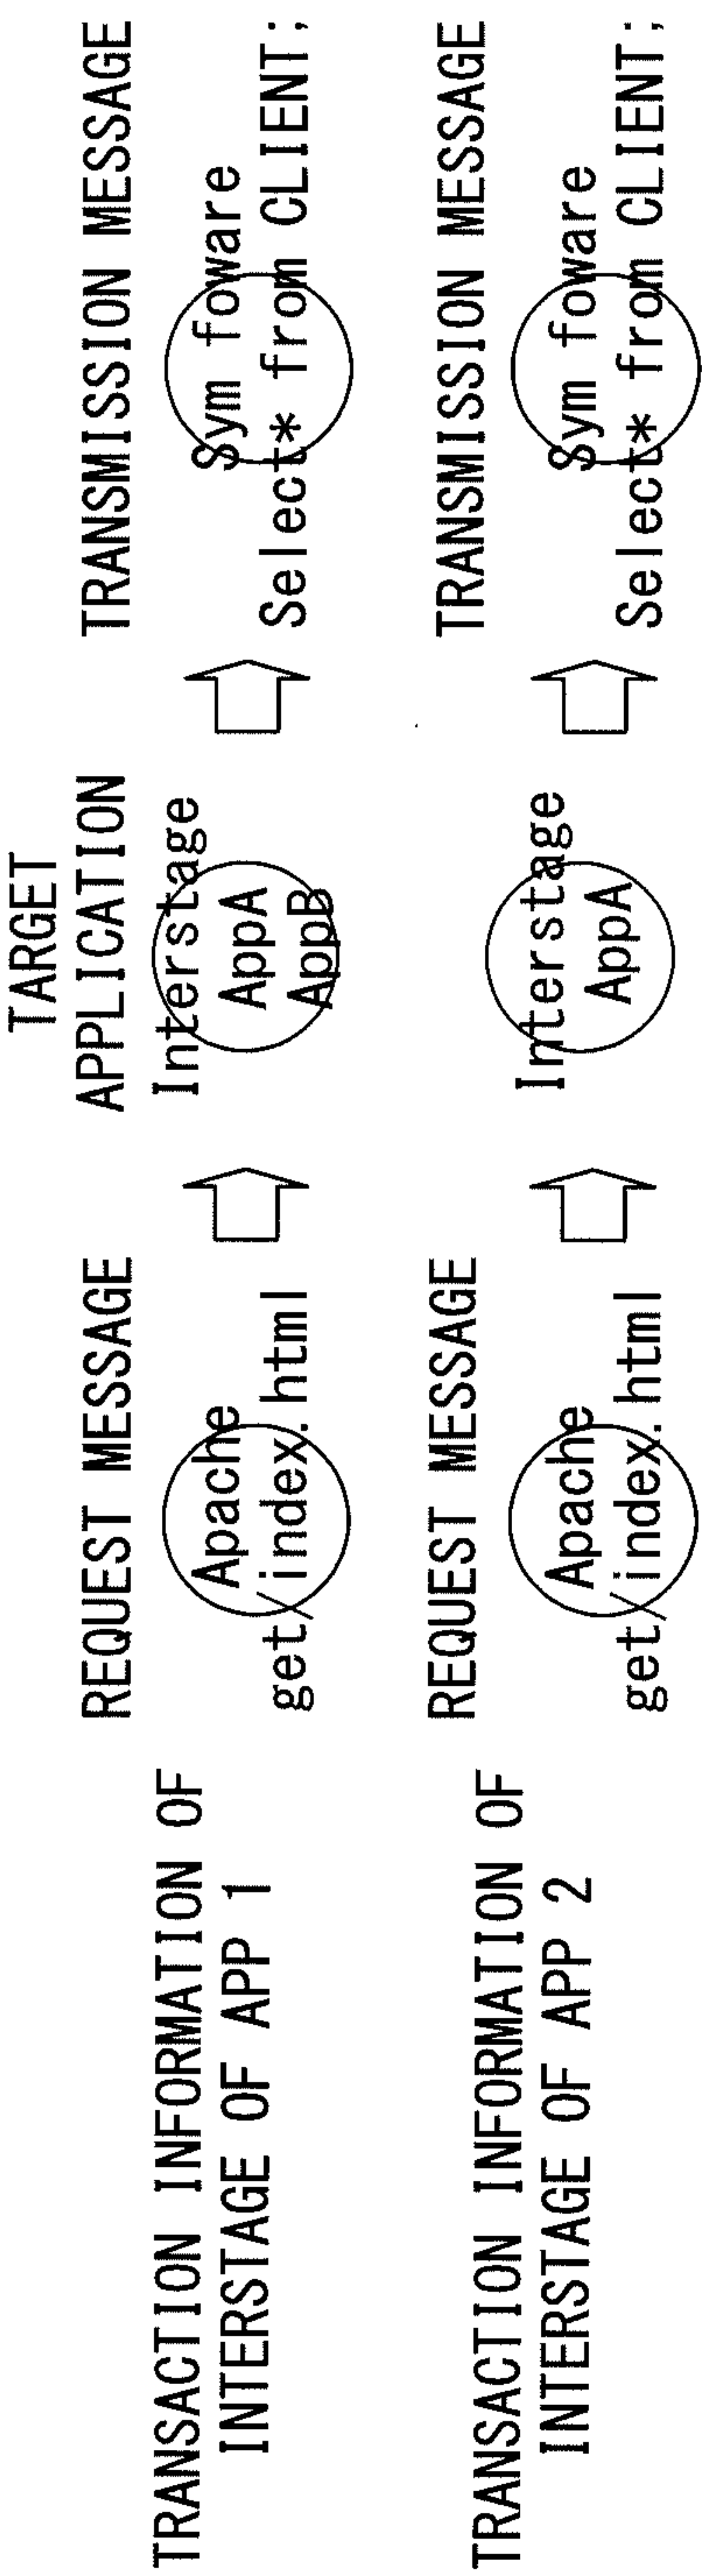 TRANSACTION INFORMATION OF
INTERSTAGE OF APP 1
REQUEST MESSAGE
Apache
get/index.html
TARGET
APPLICATION
Interstage
AppA
AppB
TRANSMISSION MESSAGE
Sym foware
Select* from CLIENT;
TRANSACTION INFORMATION OF
INTERSTAGE OF APP 2
REQUEST MESSAGE
Apache
get/index.html
Interstage
AppA
TRANSMISSION MESSAGE
Sym foware
Select* from CLIENT;